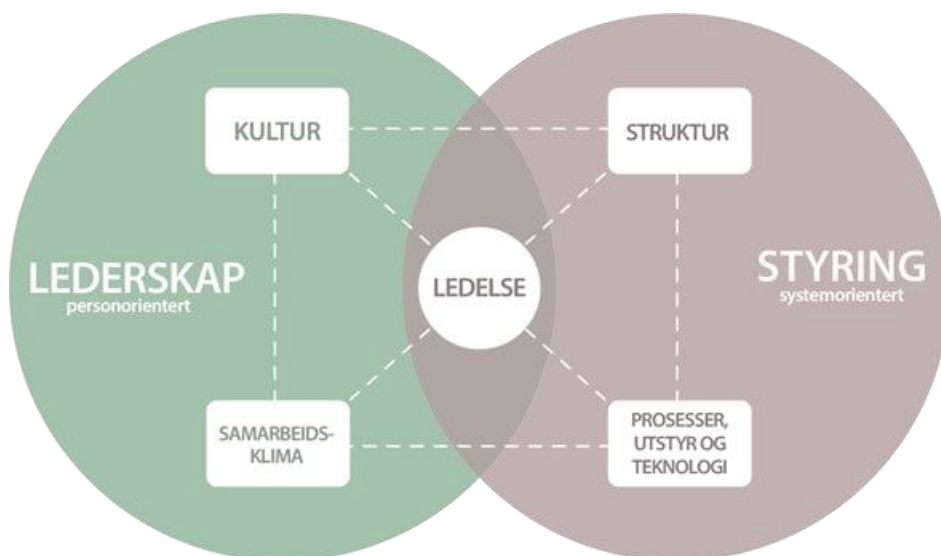 KULTUR
STRUKTUR
LEDERSKAP
personorientert
LEDELSE
STYRING
systemorientert
SAMARBEIDS-
KLIMA
PROSESSER,
UTSTYR OG
TEKNOLOGI